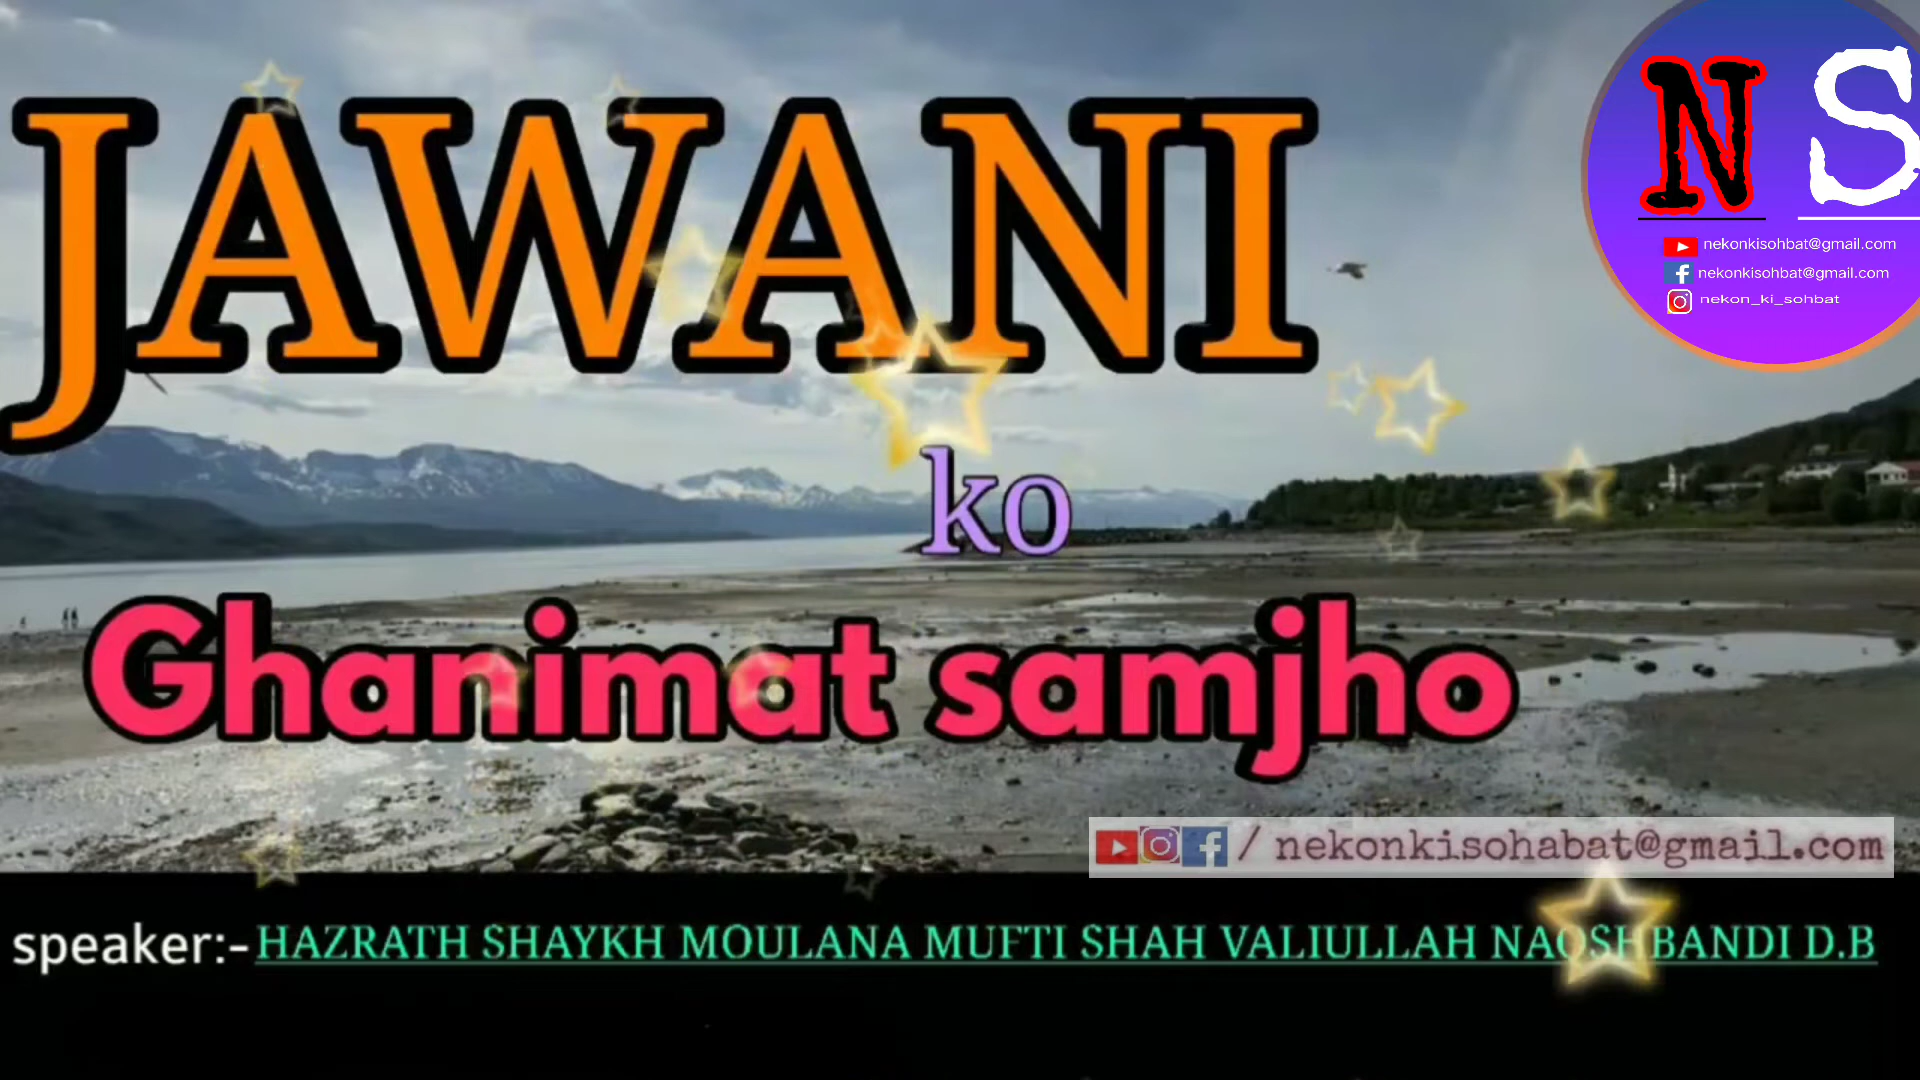 JAWANI
ko
Ghanimat samjho
N S
nekonkisohbat@gmail.com
nekonkisohbat@gmail.com
nekon_ki_sohbat
/ nekonkisohabat@gmail.com
speaker:- HAZRATH SHAYKH MOULANA MUFTI SHAH VALIULLAH NAQSHBANDI D.B